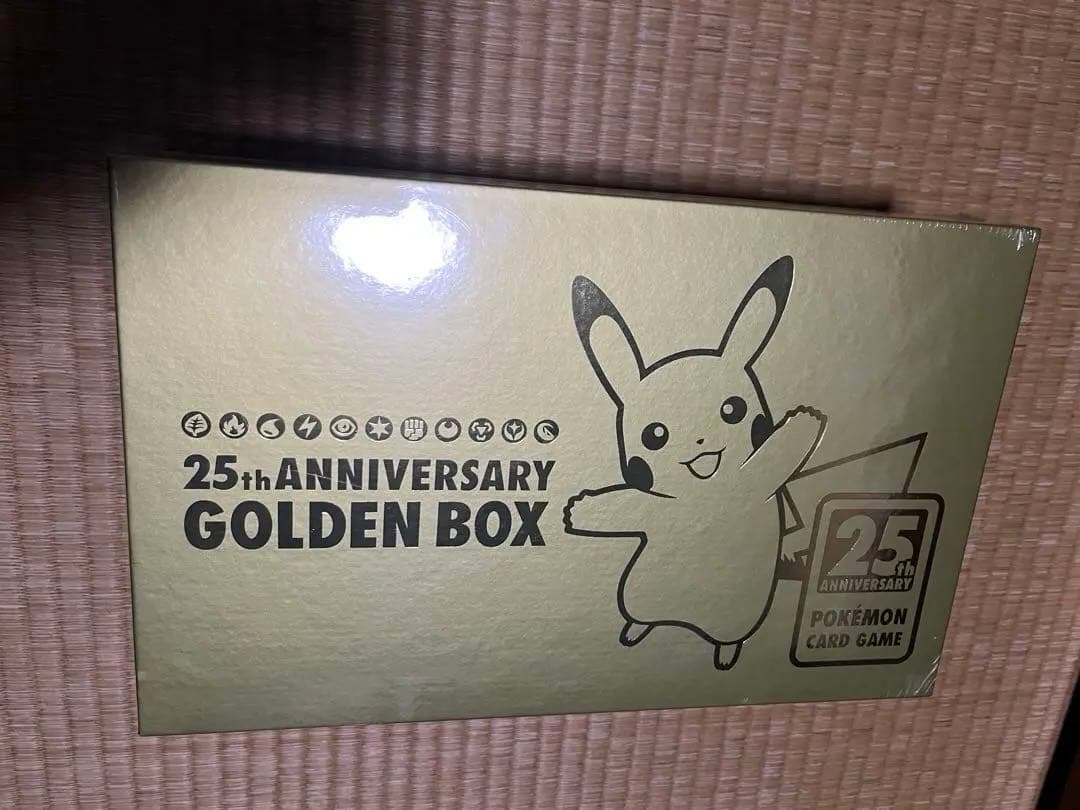 25th ANNIVERSARY
GOLDEN BOX
25th
ANNIVERSARY
POKÉMON
CARD GAME